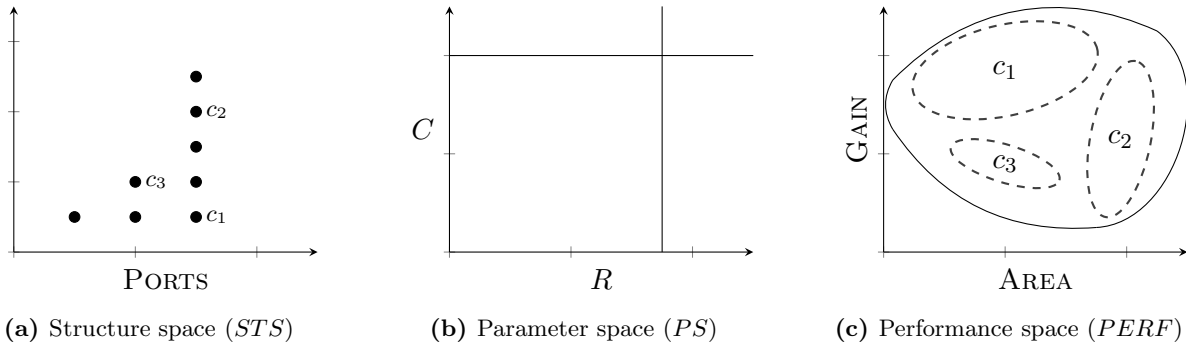 c₂
c₃
c₁
PORTS
(a) Structure space (STS)
C
R
(b) Parameter space (PS)
GAIN
c₁
c₂
c₃
AREA
(c) Performance space (PERF)